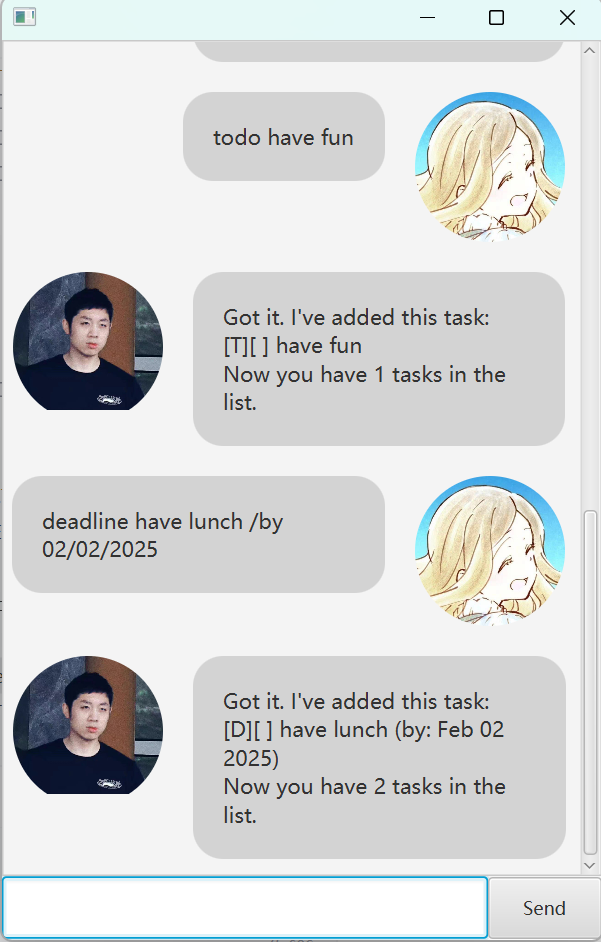 todo have fun
Got it. I've added this task:
[T][ ] have fun
Now you have 1 tasks in the
list.
deadline have lunch /by
02/02/2025
Got it. I've added this task:
[D][ ] have lunch (by: Feb 02
2025)
Now you have 2 tasks in the
list.
Send